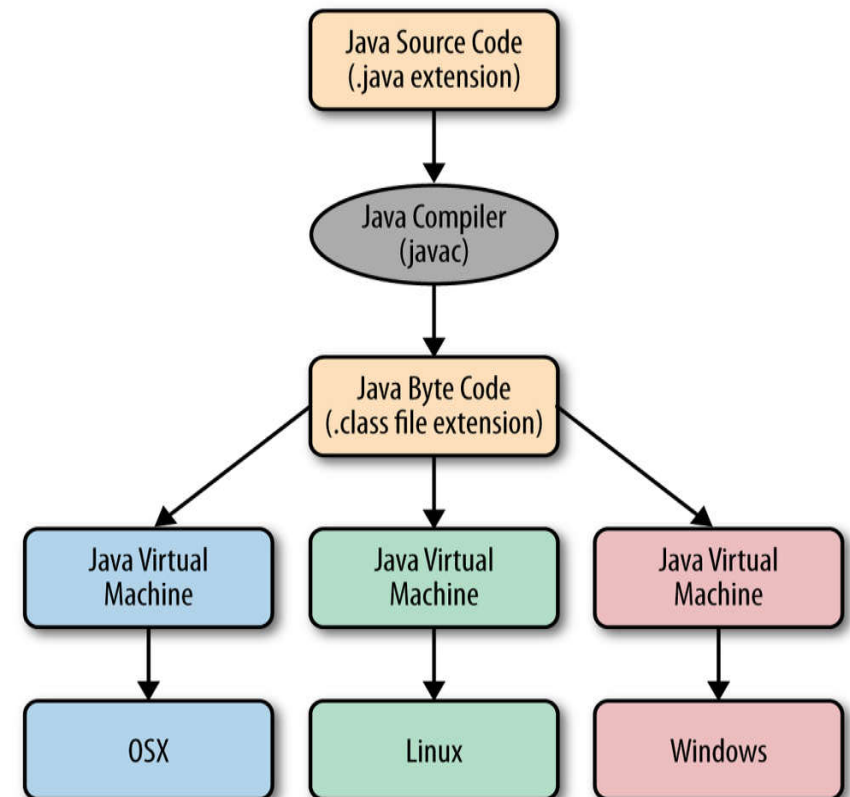 Java Source Code
(.java extension)
Java Compiler
(javac)
Java Byte Code
(.class file extension)
Java Virtual
Machine
Java Virtual
Machine
Java Virtual
Machine
OSX
Linux
Windows